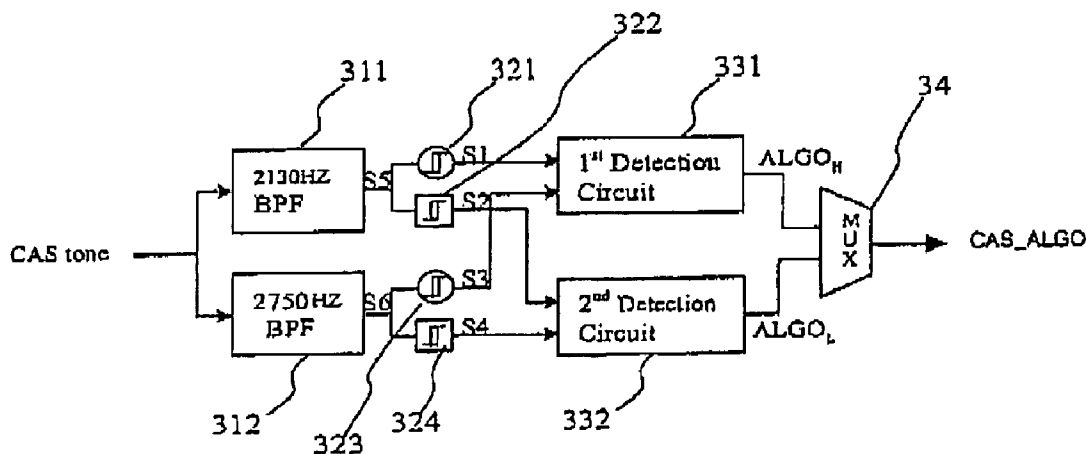 322
311
321
331
34
2130HZ
BPF
S5
S1
S2
1st Detection
Circuit
ALGOH
MUX
CAS tone
CAS_ALGO
2750HZ
BPF
S6
S3
S4
2nd Detection
Circuit
ALGOL
312
323
324
332